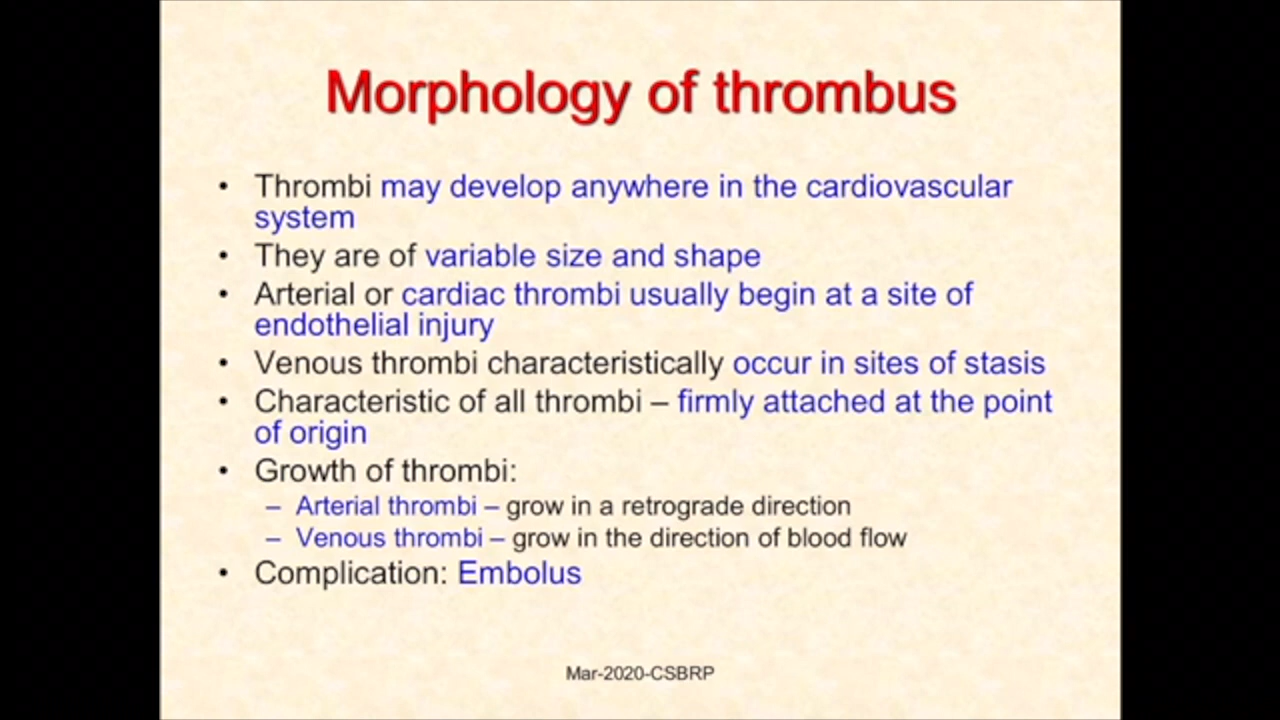 Morphology of thrombus
• Thrombi may develop anywhere in the cardiovascular
system
• They are of variable size and shape
• Arterial or cardiac thrombi usually begin at a site of
endothelial injury
• Venous thrombi characteristically occur in sites of stasis
• Characteristic of all thrombi – firmly attached at the point
of origin
• Growth of thrombi:
– Arterial thrombi – grow in a retrograde direction
– Venous thrombi – grow in the direction of blood flow
• Complication: Embolus
Mar-2020-CSBRP